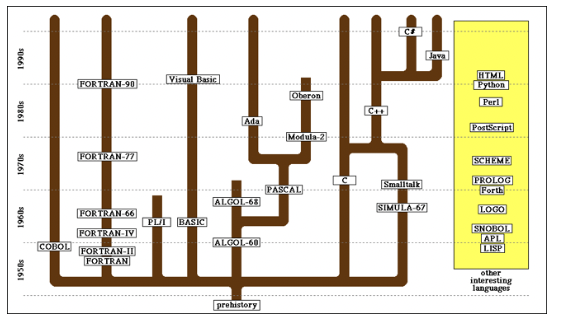 C#
1990s
Java
HTML
Visual Basic
FORTRAN-90
Python
Oberon
Perl
1980s
C++
Ada
PostScript
Modula-2
FORTRAN-77
SCHEME
1970s
C
PROLOG
Smalltalk
PASCAL
Forth
ALGOL-68
SIMULA-67
LOGO
FORTRAN-66
1960s
PL/I
BASIC
SNOBOL
FORTRAN-IV
APL
ALGOL-60
COBOL
LISP
FORTRAN-II
FORTRAN
1950s
other
interesting
languages
prehistory